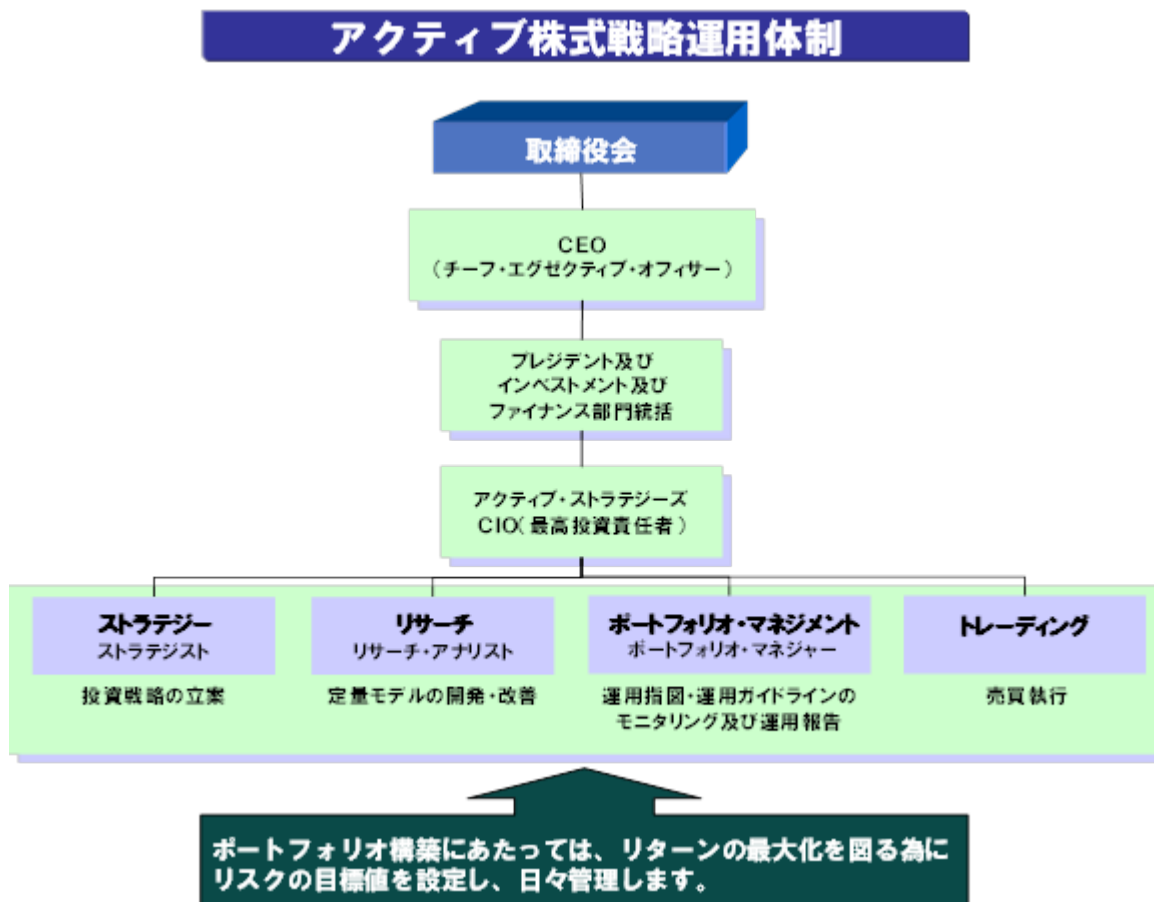 アクティブ株式戦略運用体制
取締役会
CEO
(チーフ・エグゼクティブ・オフィサー)
プレジデント及び
インベストメント及び
ファイナンス部門統括
アクティブ・ストラテジーズ
CIO(最高投資責任者)
ストラテジー
ストラテジスト
投資戦略の立案
リサーチ
リサーチ・アナリスト
定量モデルの開発・改善
ポートフォリオ・マネジメント
ポートフォリオ・マネジャー
運用指図・運用ガイドラインの
モニタリング及び運用報告
トレーディング
売買執行
ポートフォリオ構築にあたっては、リターンの最大化を図る為に
リスクの目標値を設定し、日々管理します。